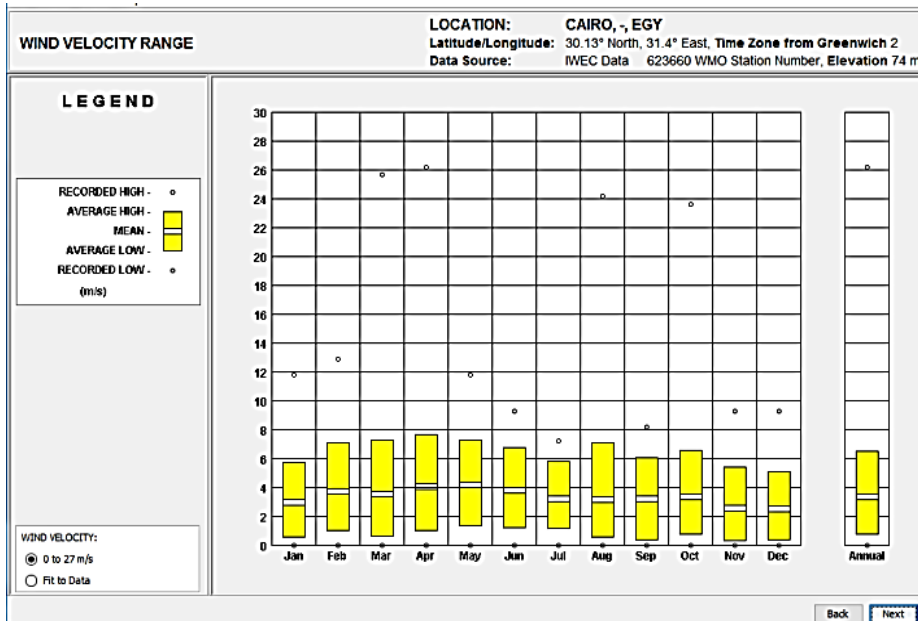 WIND VELOCITY RANGE
LOCATION: CAIRO, -, EGY
Latitude/Longitude: 30.13° North, 31.4° East, Time Zone from Greenwich 2
Data Source: IWEC Data 623660 WMO Station Number, Elevation 74 m
LEGEND
RECORDED HIGH -
AVERAGE HIGH -
MEAN -
AVERAGE LOW -
RECORDED LOW -
(m/s)
30
28
26
24
22
20
18
16
14
12
10
8
6
4
2
0
Jan Feb Mar Apr May Jun Jul Aug Sep Oct Nov Dec Annual
WIND VELOCITY:
0 to 27 m/s
Fit to Data
Back Next